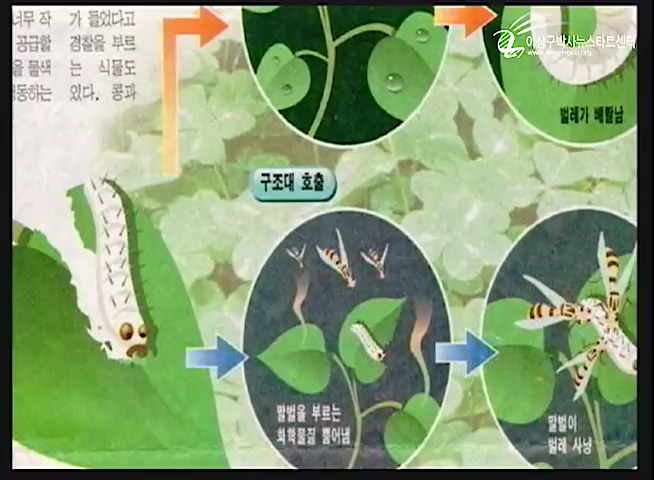 너무 작 가 들었다고
공급할 경찰을 부르
을 물색 는 식물도
행동하는 있다. 콩과
이상구박사뉴스타트센터
벌레가 배탈남
구조대 호출
말벌을 부르는
화학물질 뿜어냄
말벌이
벌레 사냥